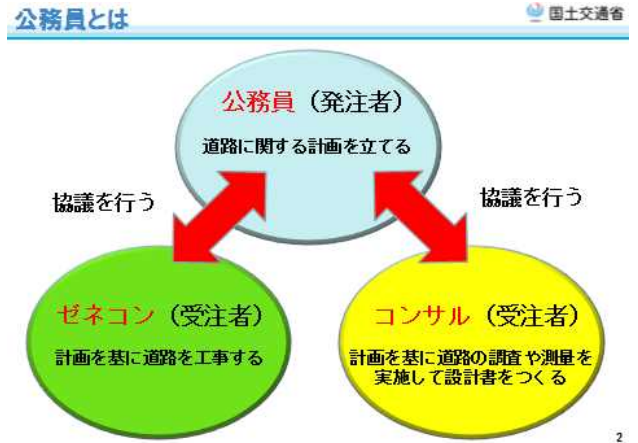 公務員とは
国土交通省
公務員（発注者）
道路に関する計画を立てる
協議を行う
協議を行う
ゼネコン（受注者）
計画を基に道路を工事する
コンサル（受注者）
計画を基に道路の調査や測量を
実施して設計書をつくる
2